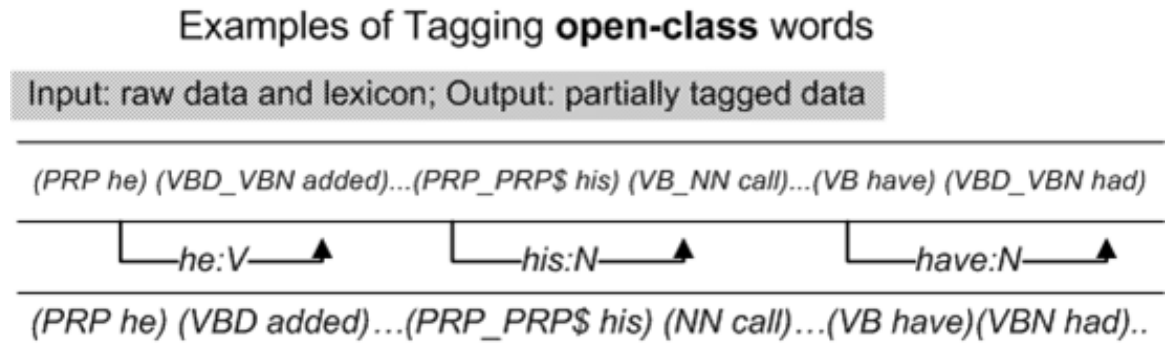 Examples of Tagging open-class words
Input: raw data and lexicon; Output: partially tagged data
(PRP he) (VBD_VBN added)...(PRP_PRP$ his) (VB_NN call)...(VB have) (VBD_VBN had)
he:V his:N have:N
(PRP he) (VBD added)...(PRP_PRP$ his) (NN call)...(VB have)(VBN had)..